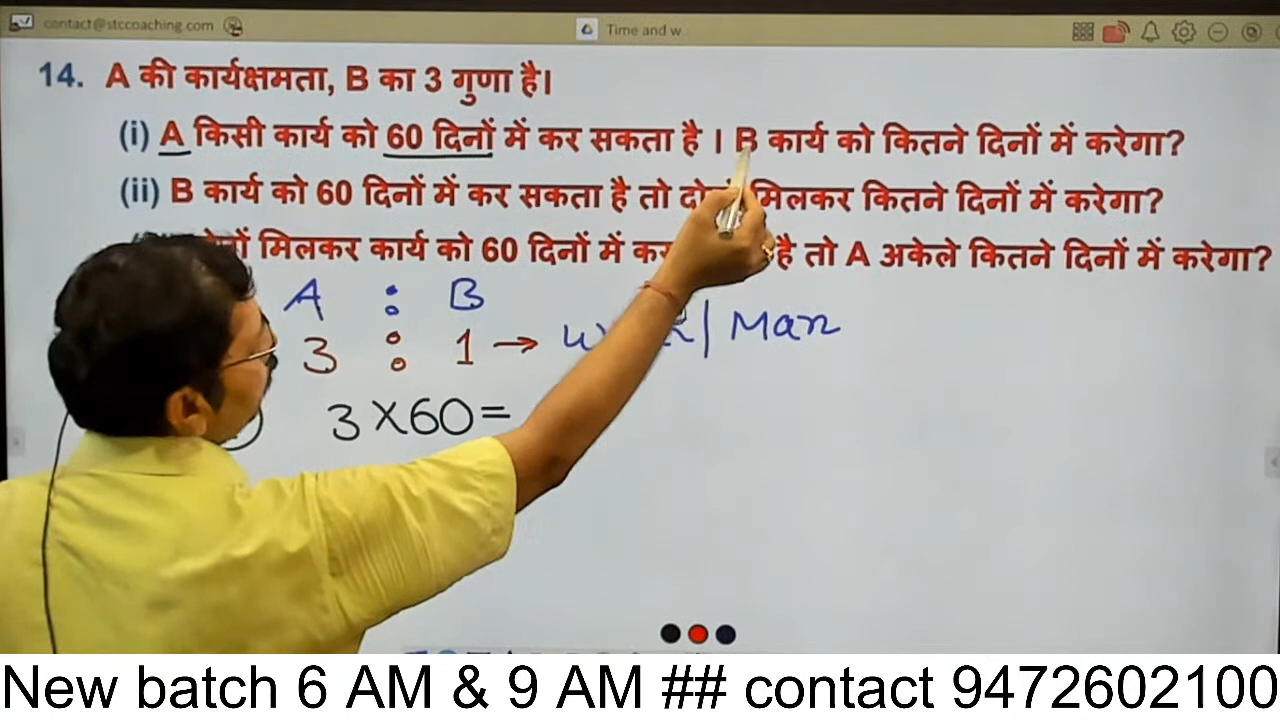 contact@stccoaching.com
Time and w..
14. A की कार्यक्षमता, B का 3 गुणा है।
(i) A किसी कार्य को 60 दिनों में कर सकता है । B कार्य को कितने दिनों में करेगा?
(ii) B कार्य को 60 दिनों में कर सकता है तो मिलकर कितने दिनों में करेगा?
मिलकर कार्य को 60 दिनों में कर है तो A अकेले कितने दिनों में करेगा?
A : B
3 : 1 → | Man
3×60=
New batch 6 AM & 9 AM ## contact 9472602100